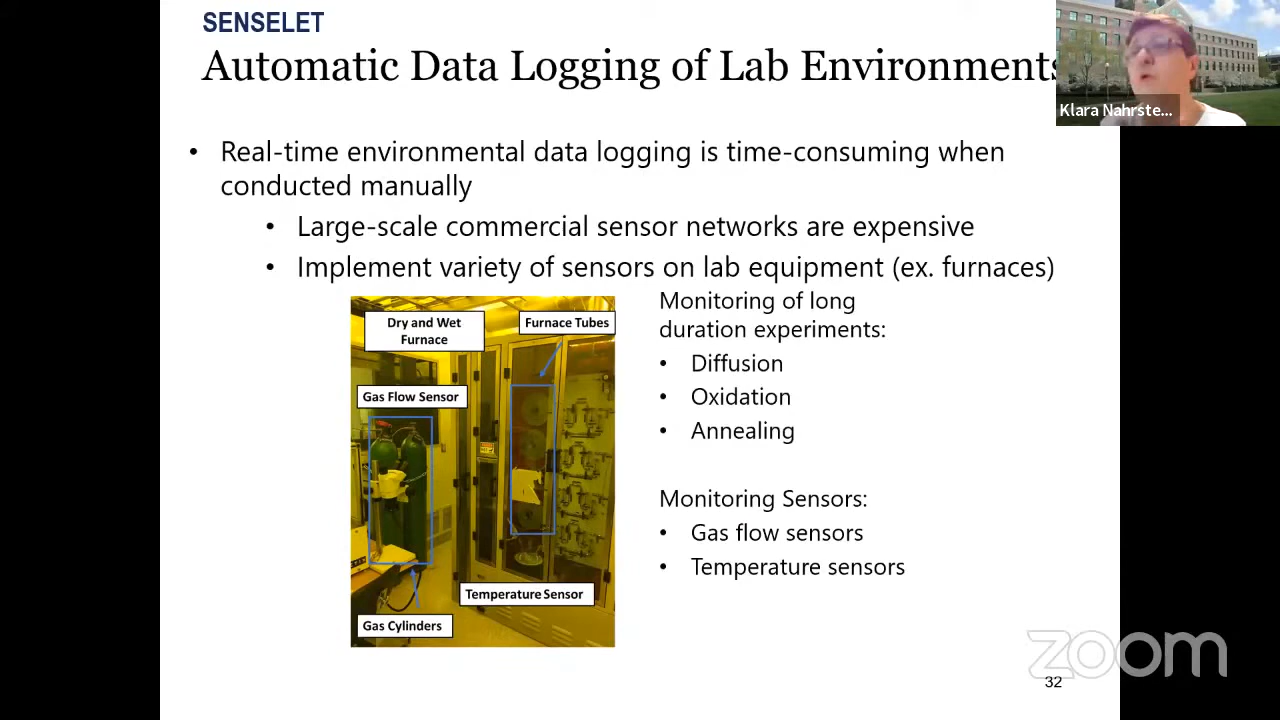 SENSELET
Automatic Data Logging of Lab Environments
Klara Nahrste...
• Real-time environmental data logging is time-consuming when
conducted manually
• Large-scale commercial sensor networks are expensive
• Implement variety of sensors on lab equipment (ex. furnaces)
Dry and Wet
Furnace
Furnace Tubes
Gas Flow Sensor
Temperature Sensor
Gas Cylinders
Monitoring of long
duration experiments:
• Diffusion
• Oxidation
• Annealing
Monitoring Sensors:
• Gas flow sensors
• Temperature sensors
zoom
32